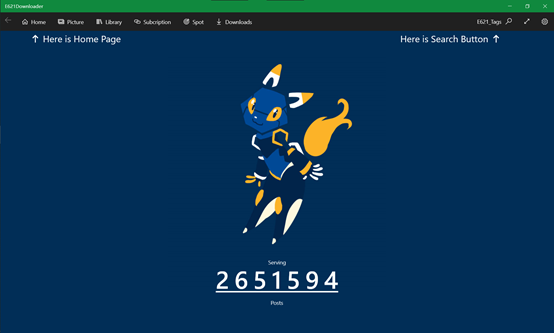 E621Downloader
Home Picture Library Subcription Spot Downloads E621_Tags
↑ Here is Home Page Here is Search Button ↑
Serving
2651594
Posts